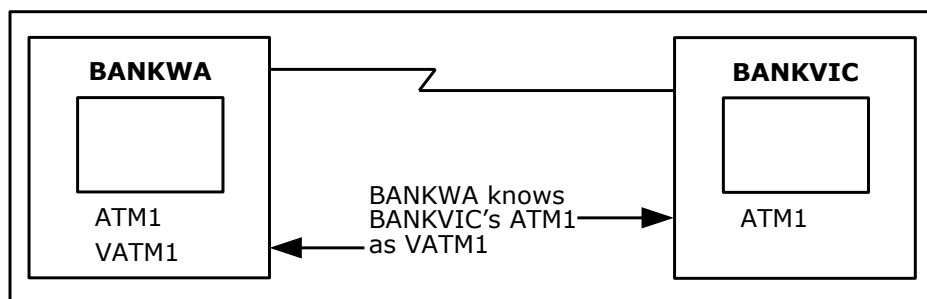 BANKWA
BANKVIC
BANKWA knows
BANKVIC’s ATM1
as VATM1
ATM1
VATM1
ATM1